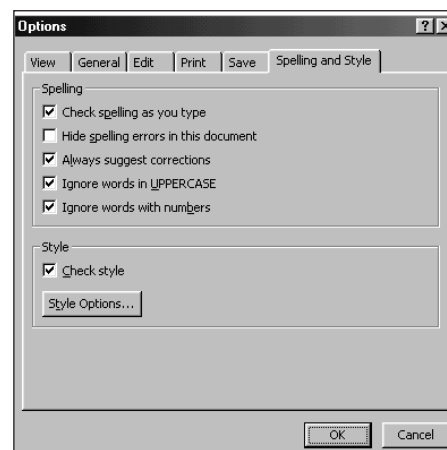 Options
View General Edit Print Save Spelling and Style
Spelling
Check spelling as you type
Hide spelling errors in this document
Always suggest corrections
Ignore words in UPPERCASE
Ignore words with numbers
Style
Check style
Style Options...
OK Cancel